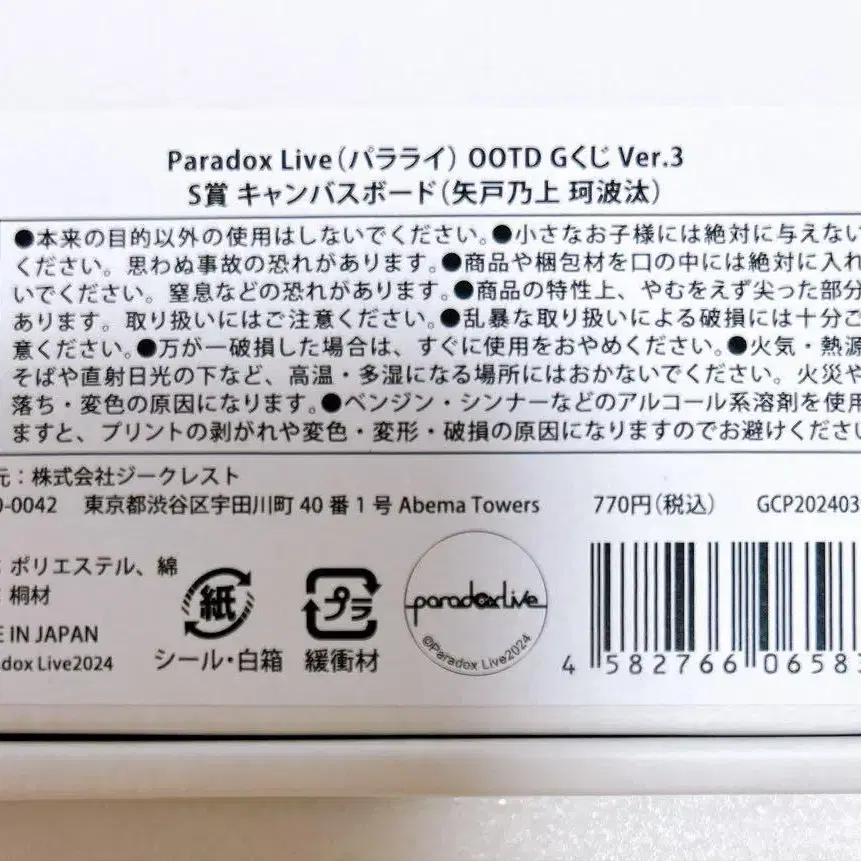 Paradox Live(パラライ) OOTD Gくじ Ver.3
S賞 キャンバスボード(矢戸乃上 珂波汰)
●本来の目的以外の使用はしないでください。●小さなお子様には絶対に与えない
ください。思わぬ事故の恐れがあります。●商品や梱包材を口の中には絶対に入れ
いでください。窒息などの恐れがあります。●商品の特性上、やむをえず尖った部分
あります。取り扱いにはご注意ください。●乱暴な取り扱いによる破損には十分ご
意ください。●万が一破損した場合は、すぐに使用をおやめください。●火気・熱源
そばや直射日光の下など、高温・多湿になる場所にはおかないでください。火災や
落ち・変色の原因になります。●ベンジン・シンナーなどのアルコール系溶剤を使用
ますと、プリントの剥がれや変色・変形・破損の原因になりますのでお避けくださ
元:株式会社ジークレスト
0-0042 東京都渋谷区宇田川町 40 番 1 号 Abema Towers 770円(税込) GCP202403
: ポリエステル、綿
: 桐材
E IN JAPAN
dox Live2024
紙
シール・白箱
プラ
緩衝材
paradoxlive
©Paradox Live2024
4 582766 06583